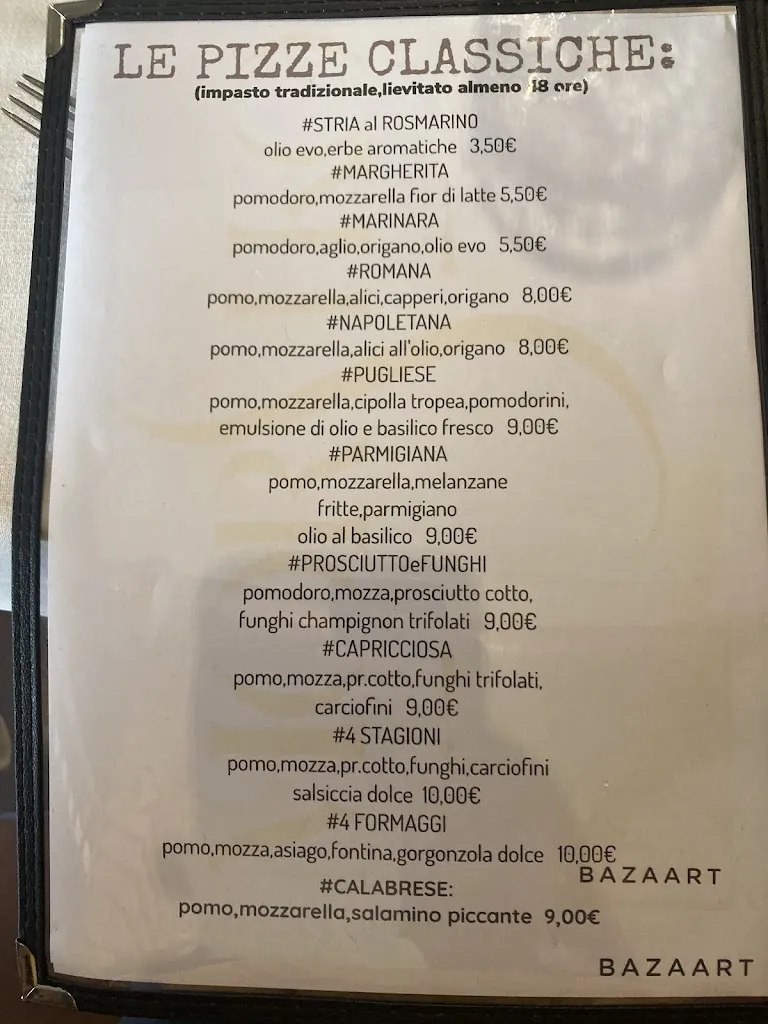 LE PIZZE CLASSICHE:
(impasto tradizionale,lievitato almeno 48 ore)
#STRIA al ROSMARINO
olio evo,erbe aromatiche 3,50€
#MARGHERITA
pomodoro,mozzarella fior di latte 5,50€
#MARINARA
pomodoro,aglio,origano,olio evo 5,50€
#ROMANA
pomo,mozzarella,alici,capperi,origano 8,00€
#NAPOLETANA
pomo,mozzarella,alici all'olio,origano 8,00€
#PUGLIESE
pomo,mozzarella,cipolla tropea,pomodorini,
emulsione di olio e basilico fresco 9,00€
#PARMIGIANA
pomo,mozzarella,melanzane
fritte,parmigiano
olio al basilico 9,00€
#PROSCIUTTOeFUNGHI
pomodoro,mozza,prosciutto cotto,
funghi champignon trifolati 9,00€
#CAPRICCIOSA
pomo,mozza,pr.cotto,funghi trifolati,
carciofini 9,00€
#4 STAGIONI
pomo,mozza,pr.cotto,funghi,carciofini
salsiccia dolce 10,00€
#4 FORMAGGI
pomo,mozza,asiago,fontina,gorgonzola dolce 10,00€
BAZAART
#CALABRESE:
pomo,mozzarella,salamino piccante 9,00€
BAZAART